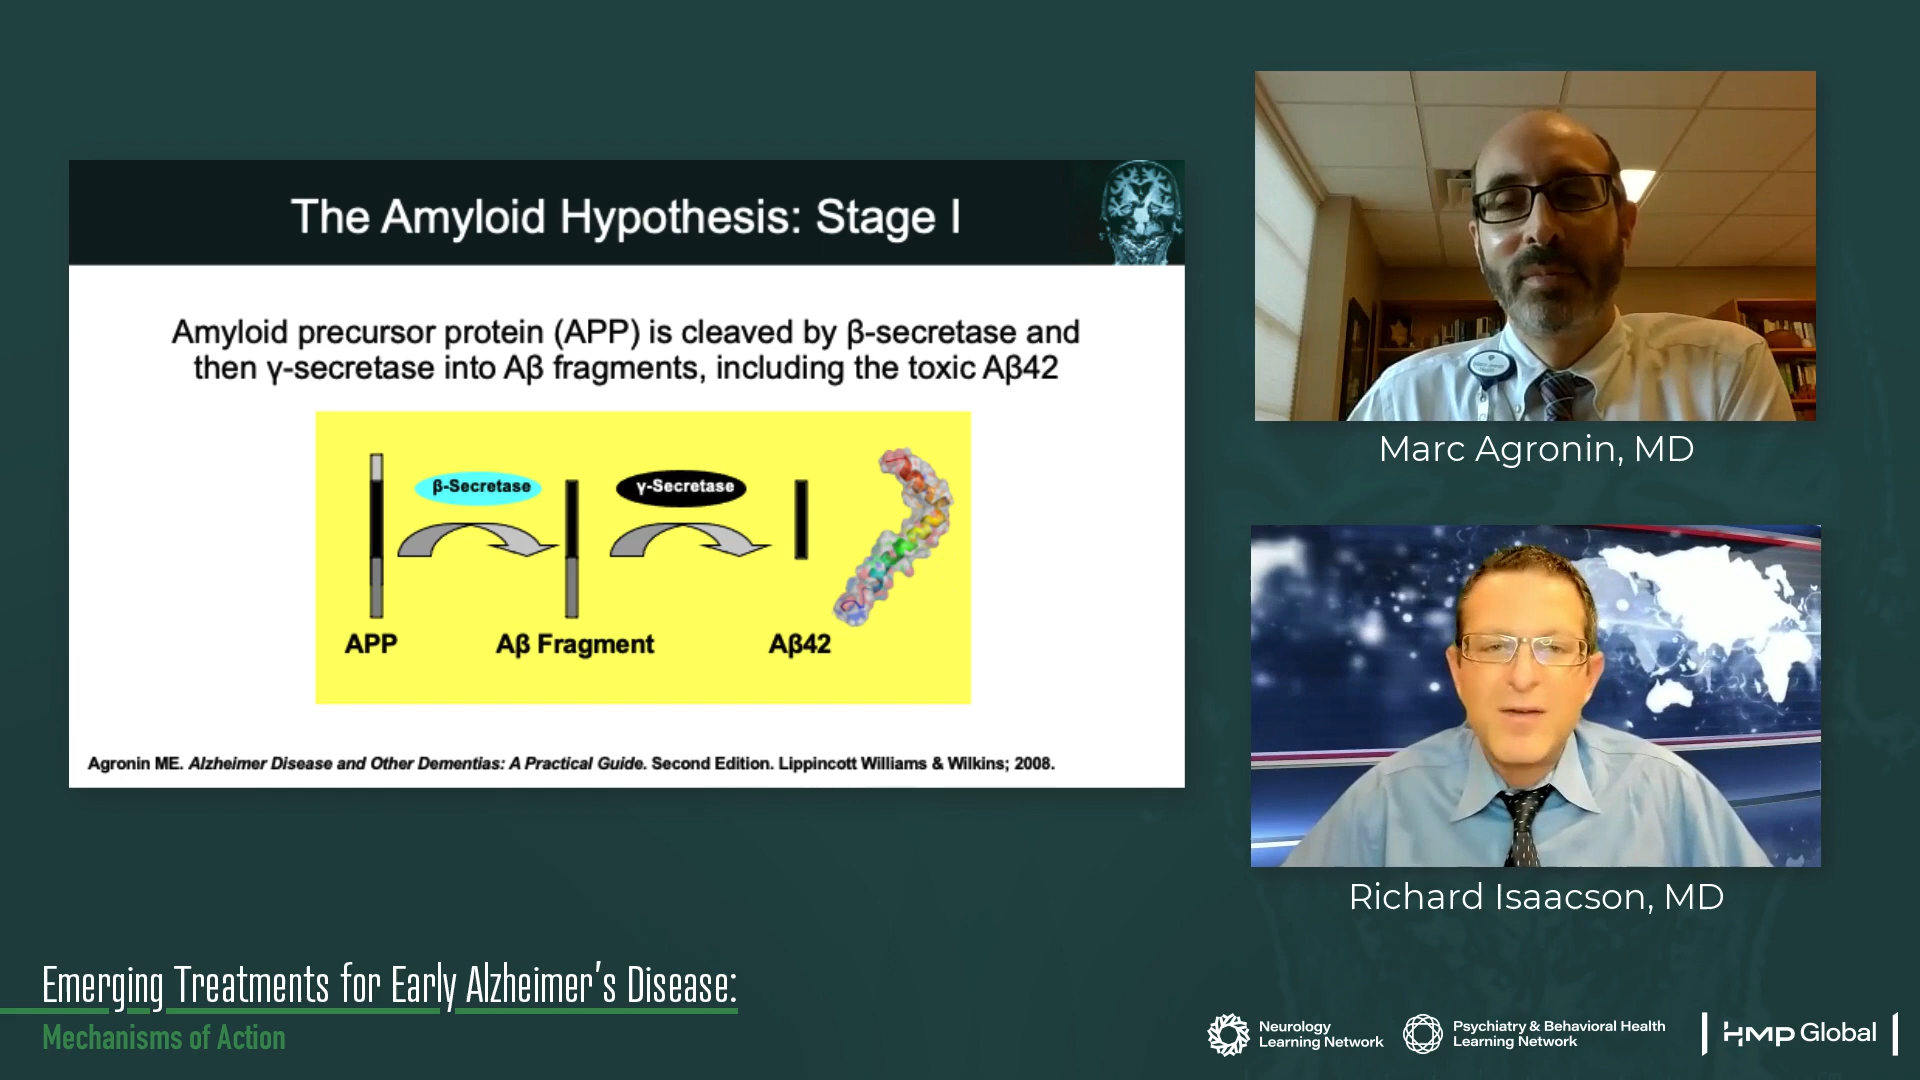 The Amyloid Hypothesis: Stage I
Amyloid precursor protein (APP) is cleaved by β-secretase and
then γ-secretase into Aβ fragments, including the toxic Aβ42
β-Secretase
γ-Secretase
APP
Aβ Fragment
Aβ42
Agronin ME. Alzheimer Disease and Other Dementias: A Practical Guide. Second Edition. Lippincott Williams & Wilkins; 2008.
Marc Agronin, MD
Richard Isaacson, MD
Emerging Treatments for Early Alzheimer's Disease:
Mechanisms of Action
Neurology
Learning Network
Psychiatry & Behavioral Health
Learning Network
HMP Global